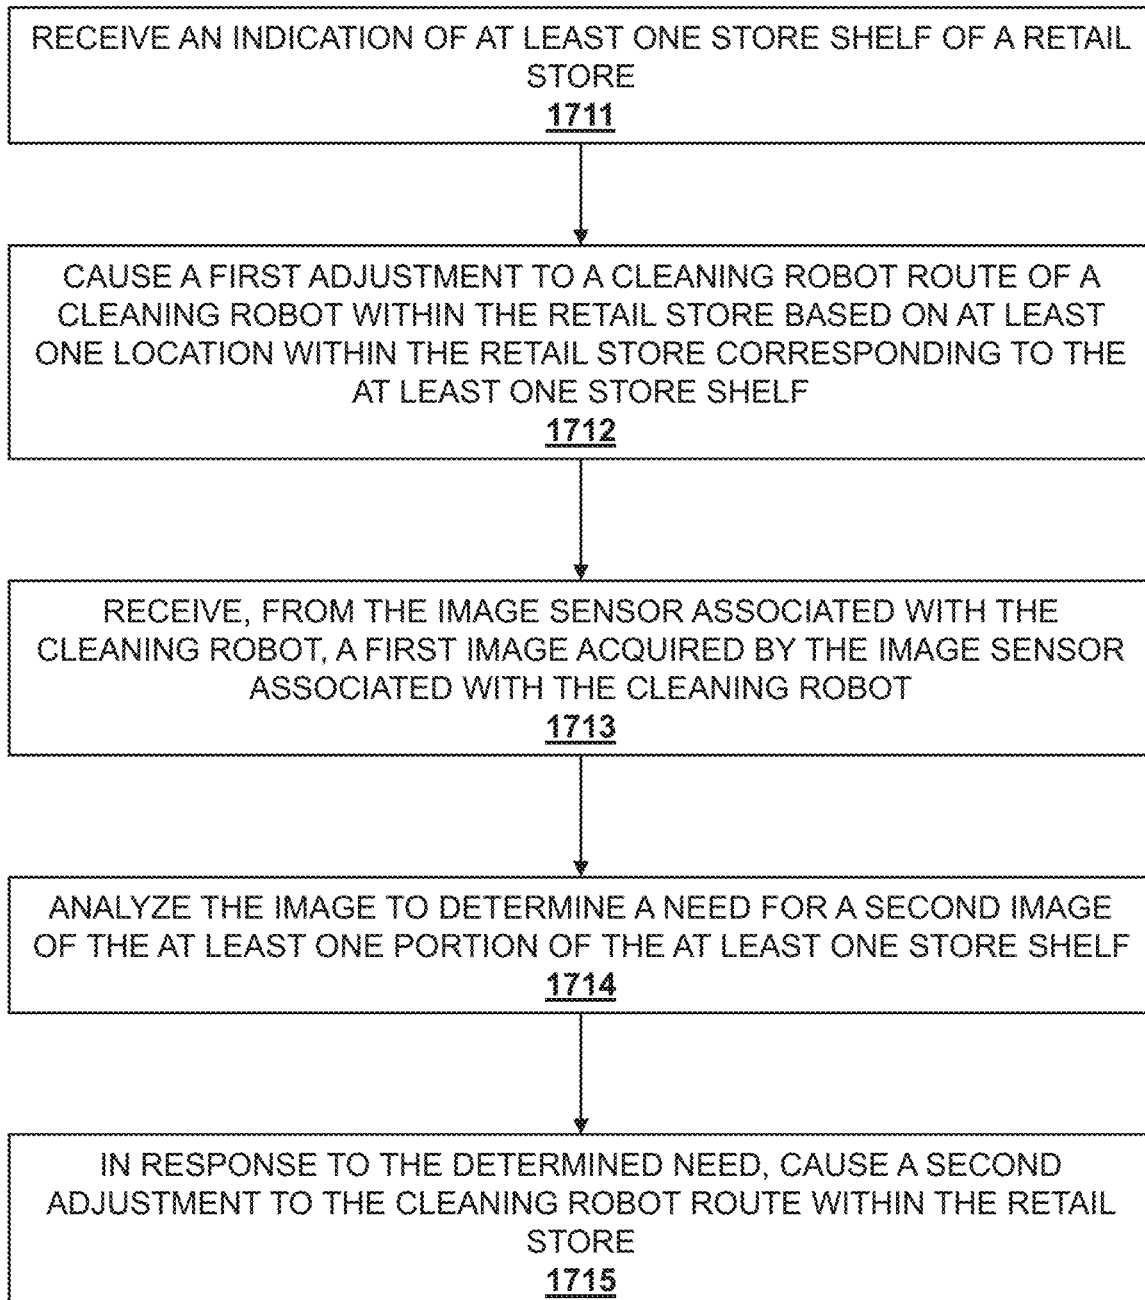 RECEIVE AN INDICATION OF AT LEAST ONE STORE SHELF OF A RETAIL
STORE
1711
CAUSE A FIRST ADJUSTMENT TO A CLEANING ROBOT ROUTE OF A
CLEANING ROBOT WITHIN THE RETAIL STORE BASED ON AT LEAST
ONE LOCATION WITHIN THE RETAIL STORE CORRESPONDING TO THE
AT LEAST ONE STORE SHELF
1712
RECEIVE, FROM THE IMAGE SENSOR ASSOCIATED WITH THE
CLEANING ROBOT, A FIRST IMAGE ACQUIRED BY THE IMAGE SENSOR
ASSOCIATED WITH THE CLEANING ROBOT
1713
ANALYZE THE IMAGE TO DETERMINE A NEED FOR A SECOND IMAGE
OF THE AT LEAST ONE PORTION OF THE AT LEAST ONE STORE SHELF
1714
IN RESPONSE TO THE DETERMINED NEED, CAUSE A SECOND
ADJUSTMENT TO THE CLEANING ROBOT ROUTE WITHIN THE RETAIL
STORE
1715